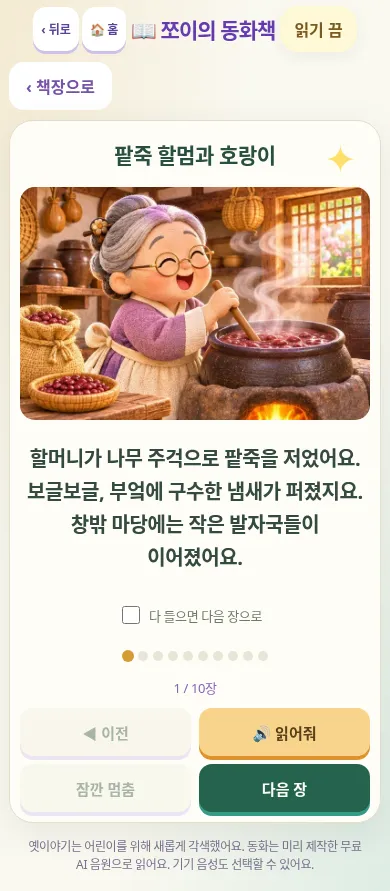 ‹ 뒤로 🏠 홈 📖 쪼이의 동화책 읽기 끔
‹ 책장으로
팥죽 할멈과 호랑이
할머니가 나무 주걱으로 팥죽을 저었어요.
보글보글, 부엌에 구수한 냄새가 퍼졌지요.
창밖 마당에는 작은 발자국들이
이어졌어요.
다 들으면 다음 장으로
1 / 10장
◀ 이전 🔊 읽어줘
잠깐 멈춤 다음 장
옛이야기는 어린이를 위해 새롭게 각색했어요. 동화는 미리 제작한 무료
AI 음원으로 읽어요. 기기 음성도 선택할 수 있어요.